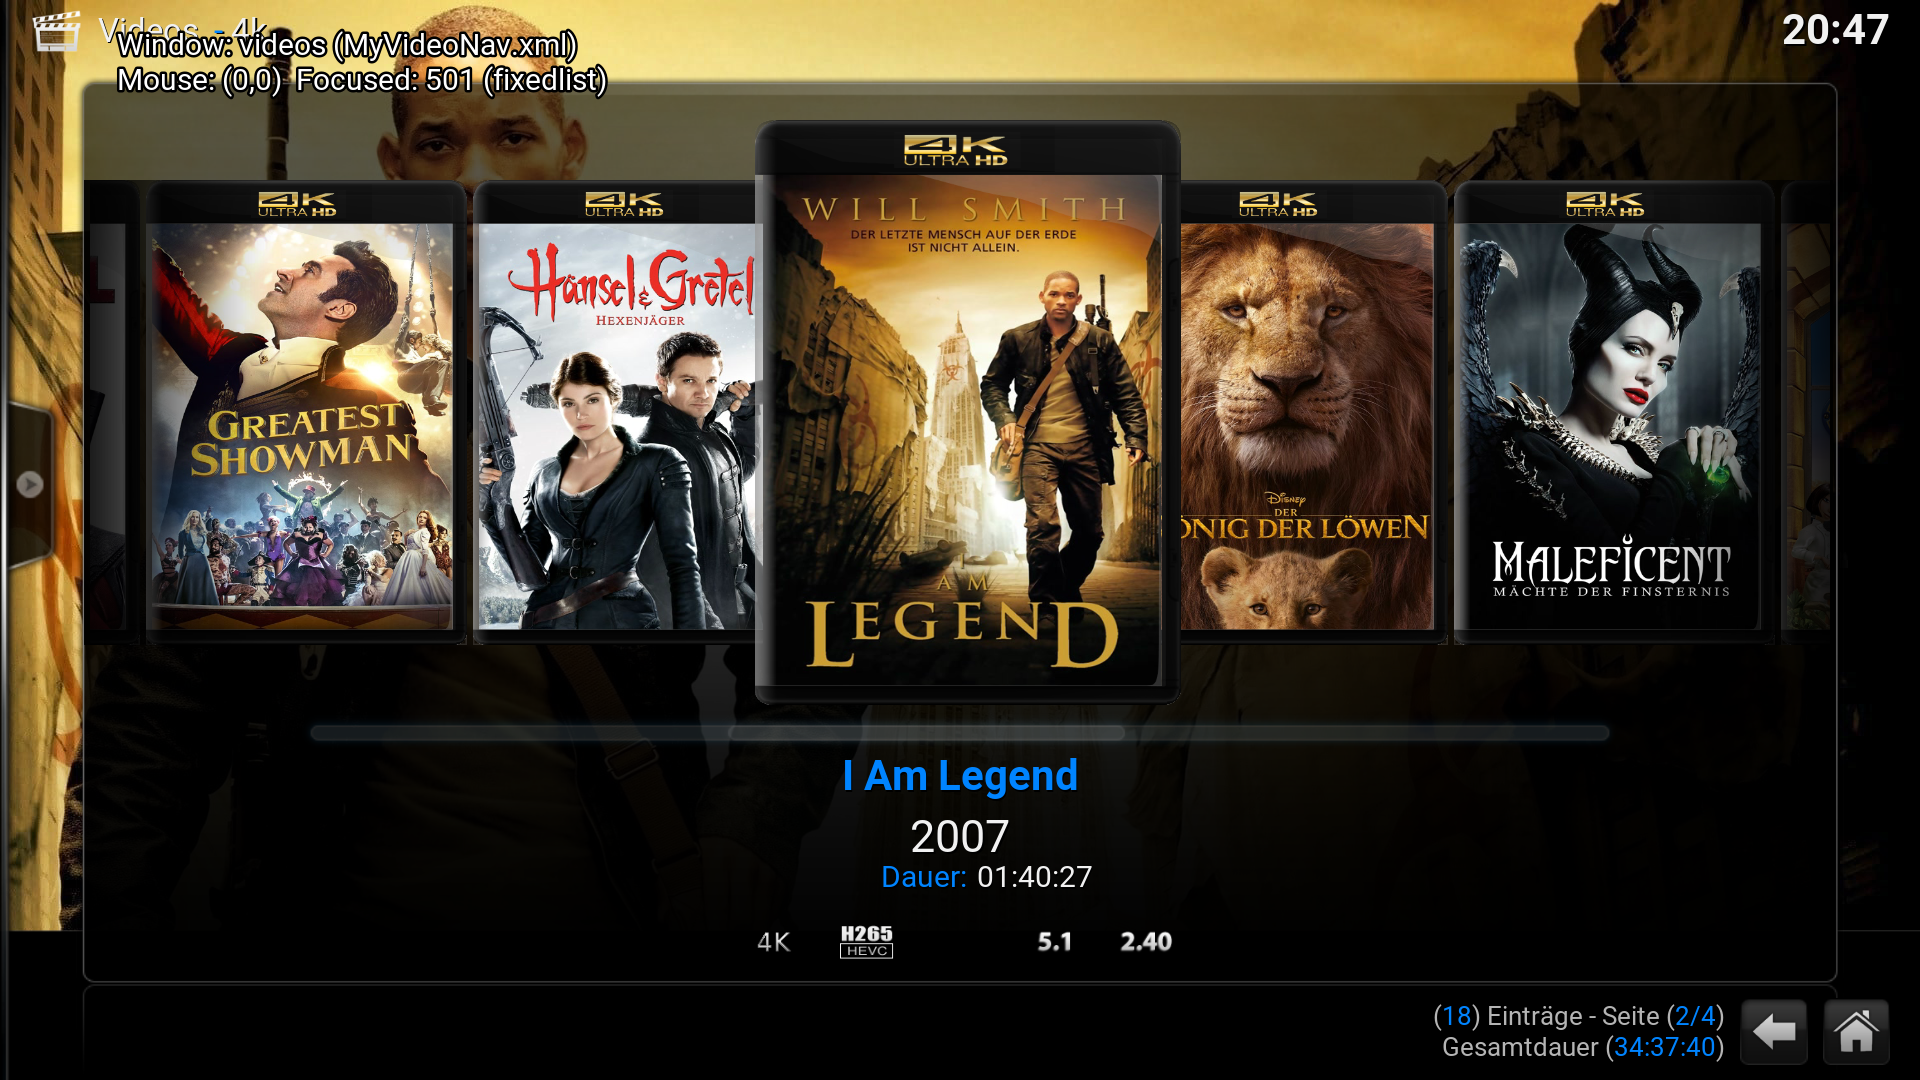 Videos - 4k
Window: videos (MyVideoNav.xml)
Mouse: (0,0) Focused: 501 (fixedlist)
20:47
4K
ULTRA HD
GREATEST
SHOWMAN
4K
ULTRA HD
Hänsel & Gretel
HEXENJÄGER
4K
ULTRA HD
WILL SMITH
DER LETZTE MENSCH AUF DER ERDE
IST NICHT ALLEIN.
I
AM
LEGEND
4K
ULTRA HD
DISNEY
DER
ÖNIG DER LÖWEN
4K
ULTRA HD
MALEFICENT
MÄCHTE DER FINSTERNIS
I Am Legend
2007
Dauer: 01:40:27
4K H265 HEVC 5.1 2.40
(18) Einträge - Seite (2/4)
Gesamtdauer (34:37:40)